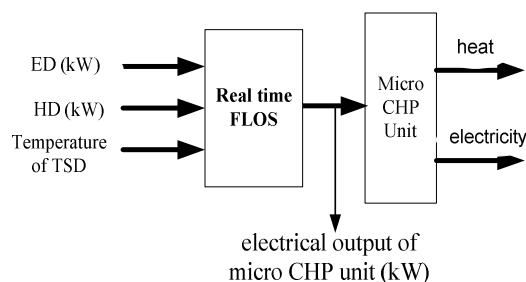 ED (kW)
HD (kW)
Temperature
of TSD
Real time
FLOS
Micro
CHP
Unit
heat
electricity
electrical output of
micro CHP unit (kW)